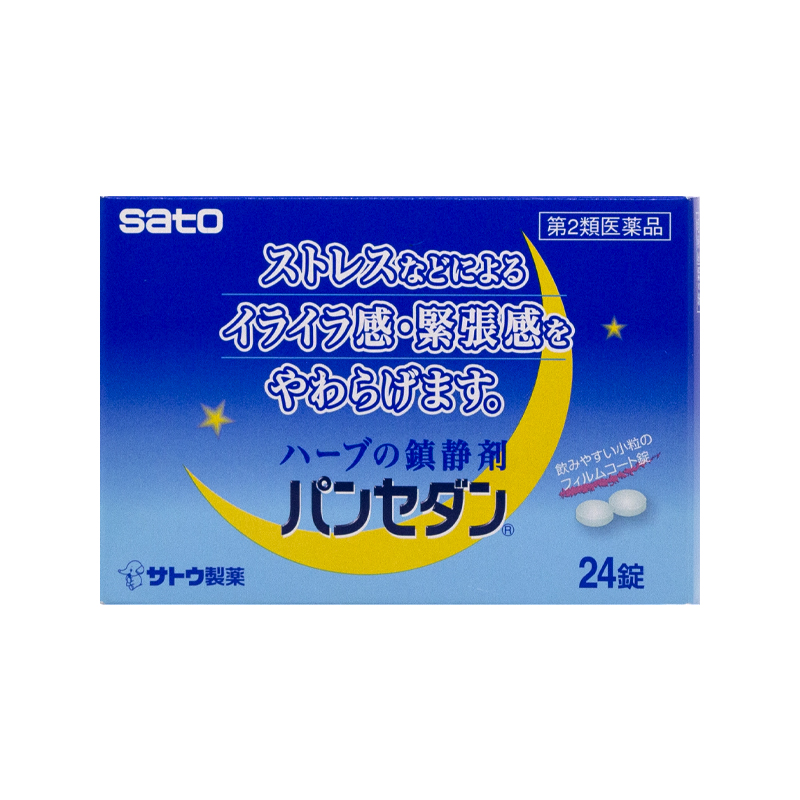 sato
第2類医薬品
ストレスなどによる
イライラ感・緊張感を
やわらげます。
ハーブの鎮静剤
パンセダン®
飲みやすい小粒の
フィルムコート錠
サトウ製薬
24錠